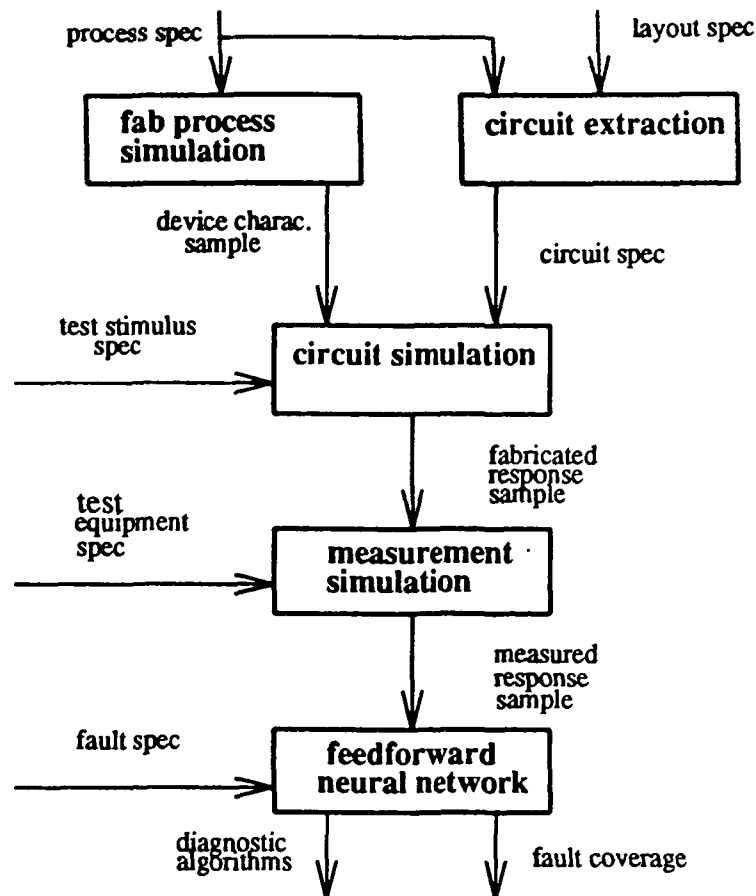 process spec
layout spec
fab process
simulation
circuit extraction
device charac.
sample
circuit spec
test stimulus
spec
circuit simulation
fabricated
response
sample
test
equipment
spec
measurement
simulation
measured
response
sample
fault spec
feedforward
neural network
diagnostic
algorithms
fault coverage